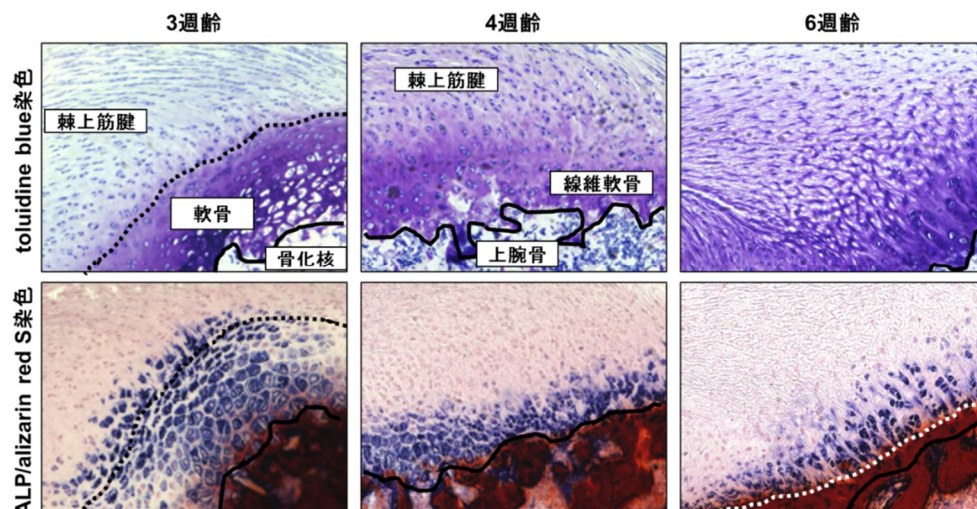 3週齢
4週齢
6週齢
toluidine blue染色
棘上筋腱
軟骨
骨化核
棘上筋腱
線維軟骨
上腕骨
ALP/alizarin red S染色